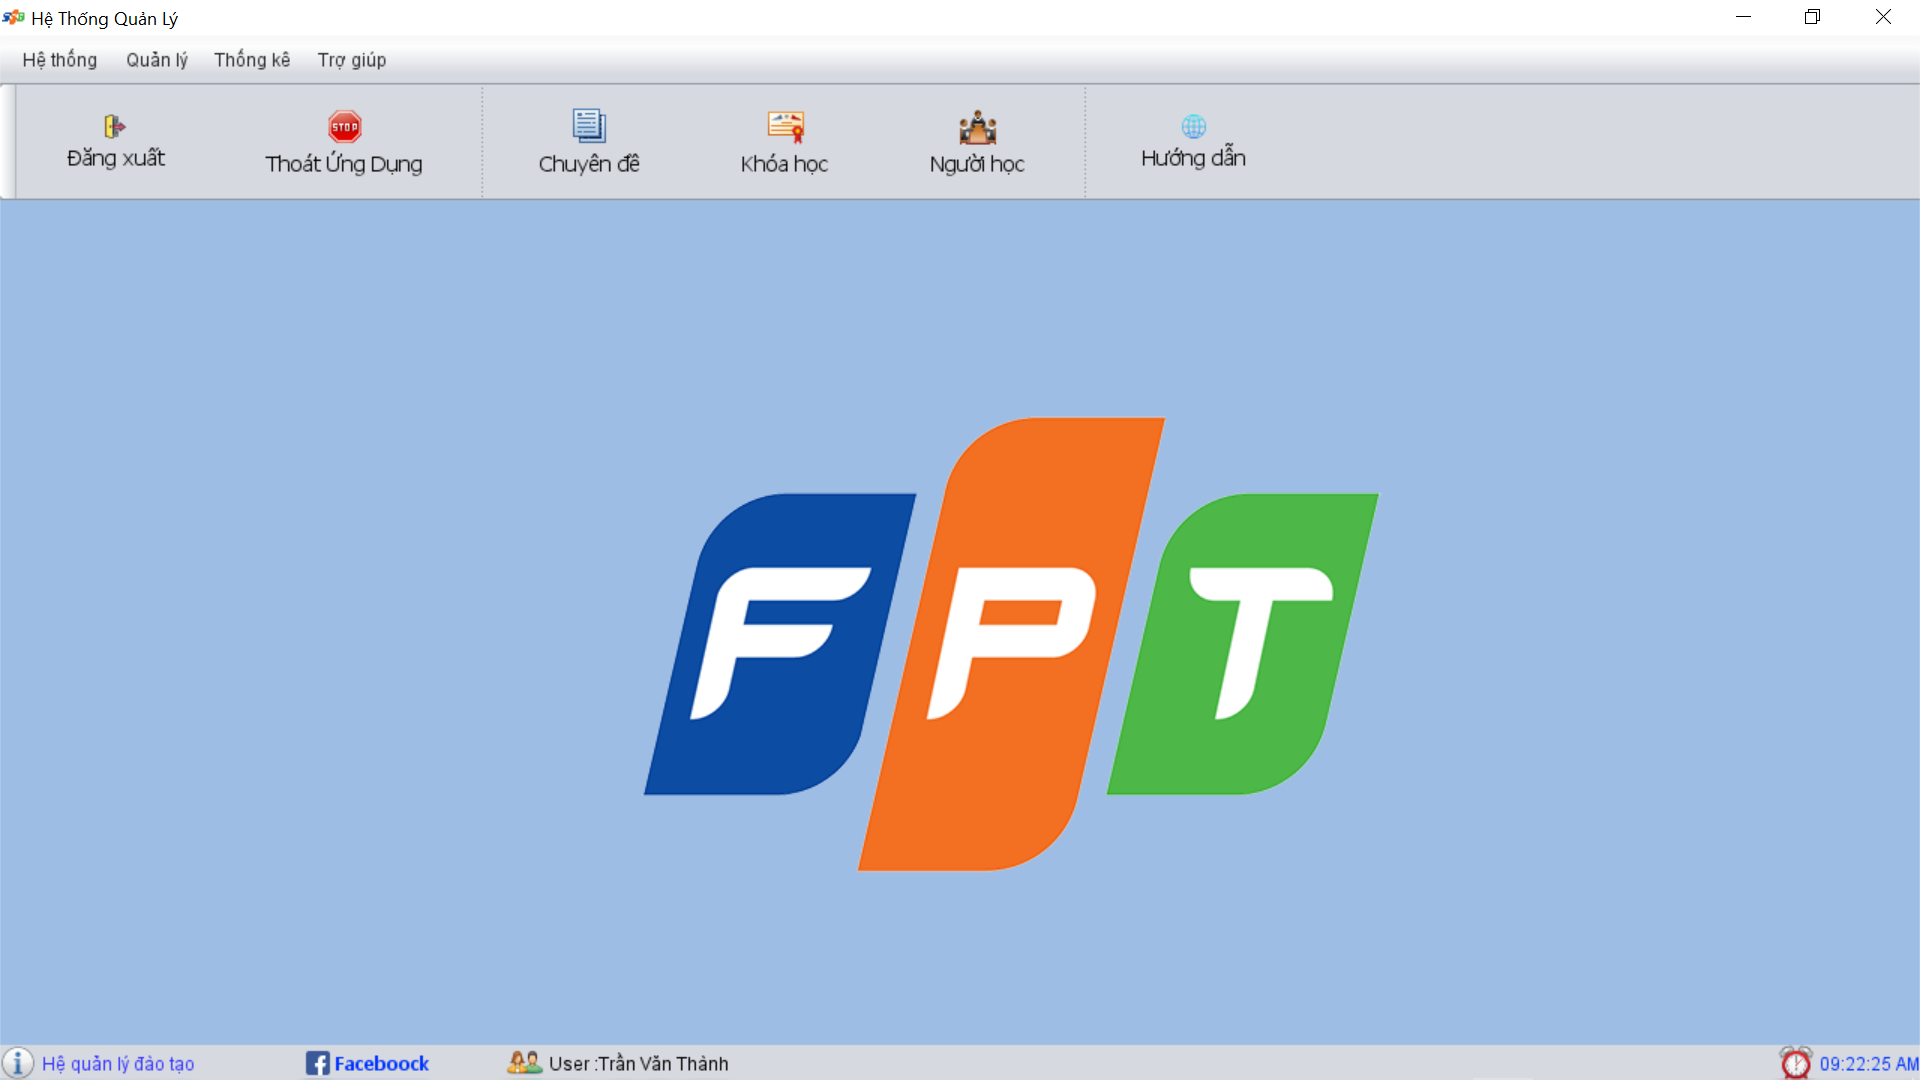 Hệ Thống Quản Lý
Hệ thống Quản lý Thống kê Trợ giúp
STOP
Đăng xuất Thoát Ứng Dụng Chuyên đề Khóa học Người học Hướng dẫn
FPT
Hệ quản lý đào tạo Faceboock User :Trần Văn Thành 09:22:25 AM